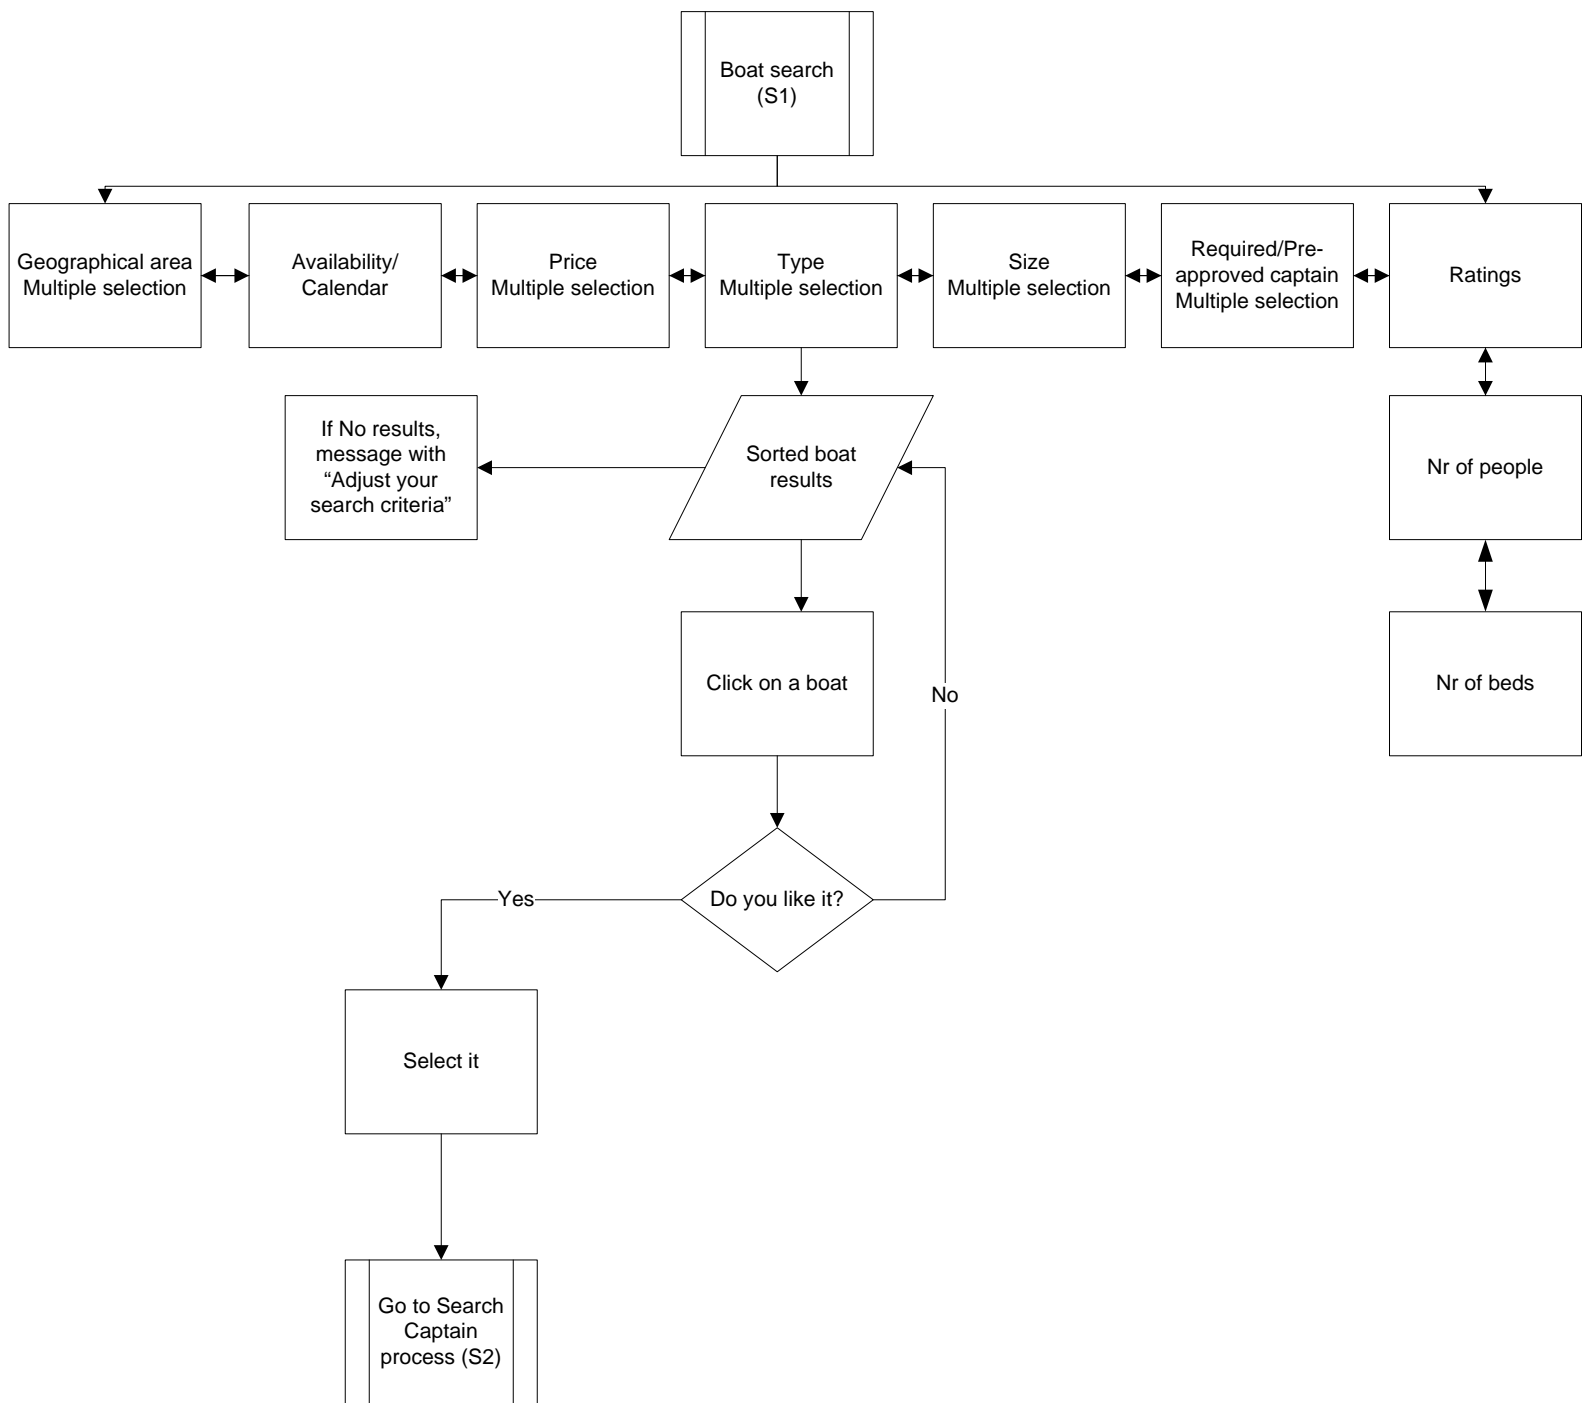 Boat search
(S1)
Geographical area
Multiple selection
Availability/
Calendar
Price
Multiple selection
Type
Multiple selection
Size
Multiple selection
Required/Pre-
approved captain
Multiple selection
Ratings
If No results,
message with
“Adjust your
search criteria”
Sorted boat
results
Nr of people
Click on a boat
No
Nr of beds
Yes
Do you like it?
Select it
Go to Search
Captain
process (S2)